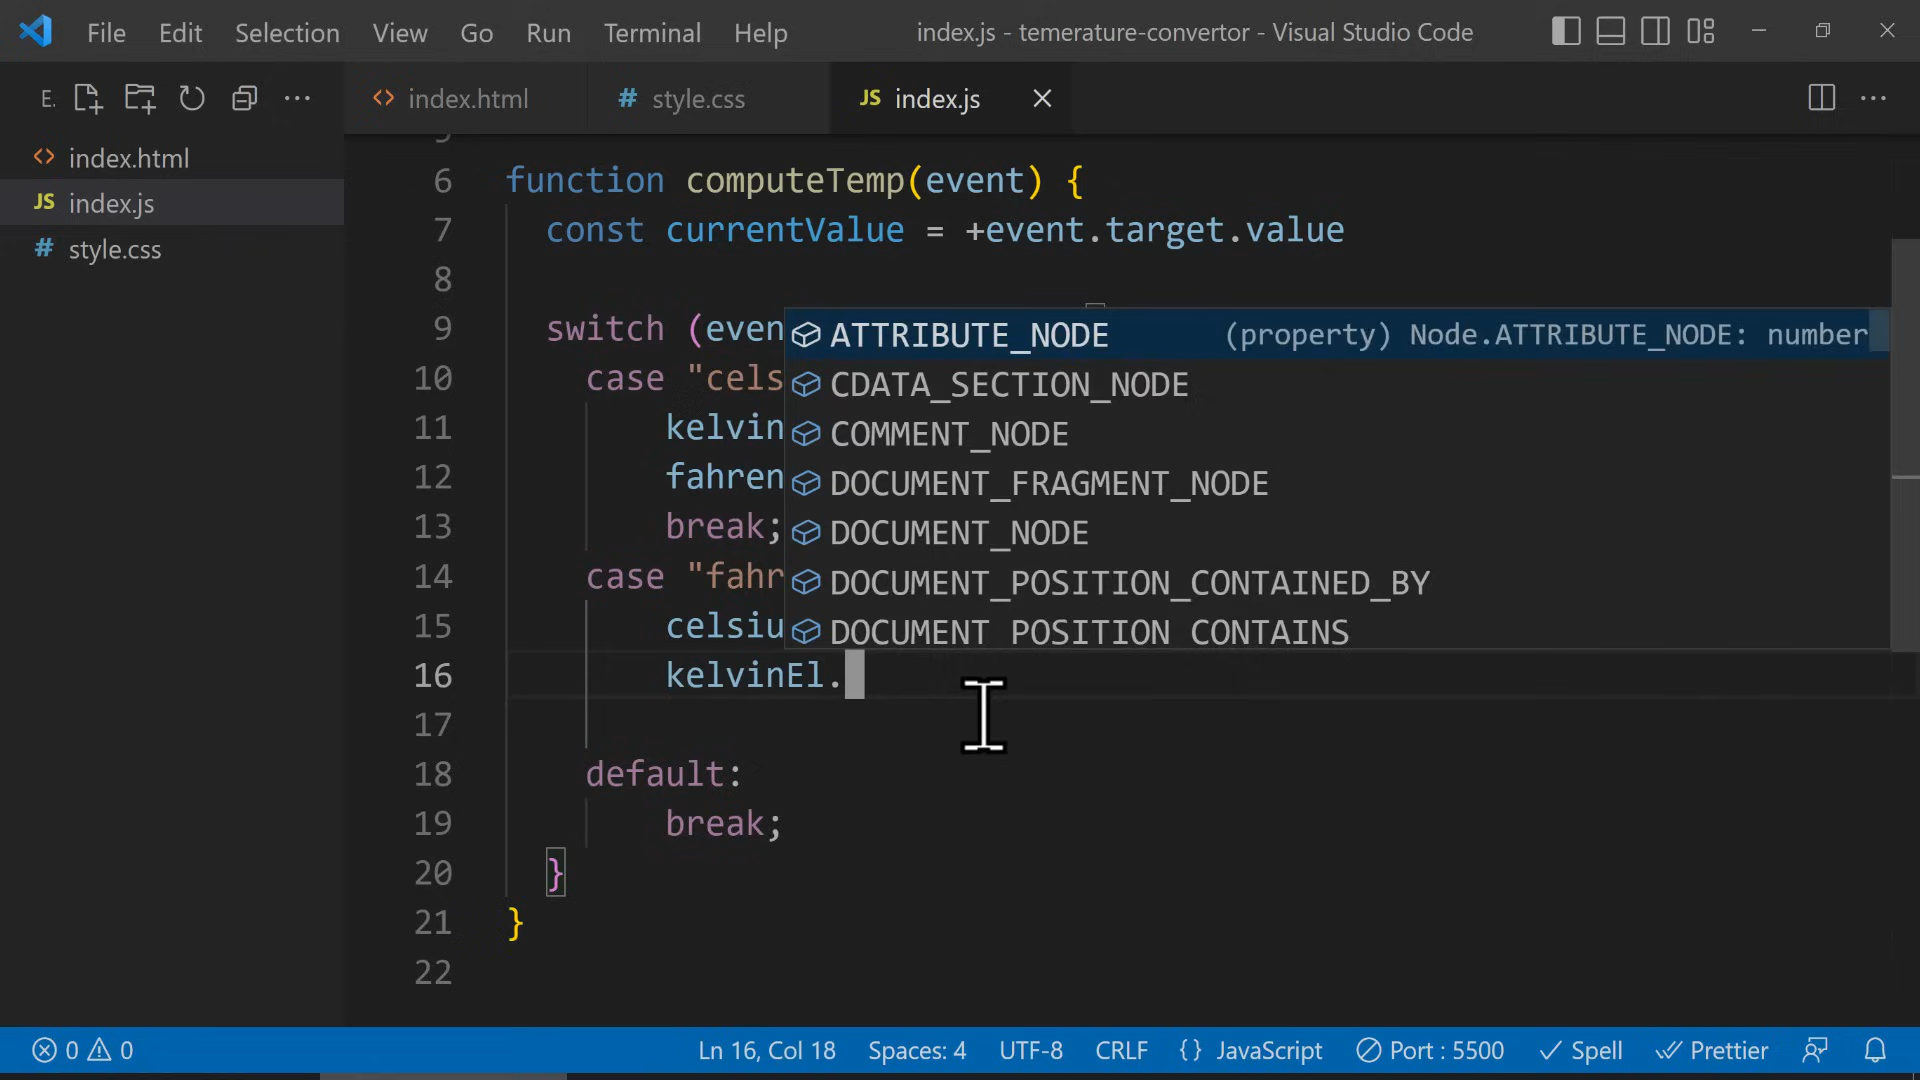 File Edit Selection View Go Run Terminal Help index.js - temerature-convertor - Visual Studio Code
E.
index.html
index.js
style.css
index.html
style.css
index.js
5
6 function computeTemp(event) {
7 const currentValue = +event.target.value
8
9 switch (even
10 case "cels
11 kelvin
12 fahren
13 break;
14 case "fahr
15 celsiu
16 kelvinEl.
17
18 default:
19 break;
20 }
21 }
22
ATTRIBUTE_NODE (property) Node.ATTRIBUTE_NODE: number
CDATA_SECTION_NODE
COMMENT_NODE
DOCUMENT_FRAGMENT_NODE
DOCUMENT_NODE
DOCUMENT_POSITION_CONTAINED_BY
DOCUMENT_POSITION_CONTAINS
0 0 Ln 16, Col 18 Spaces: 4 UTF-8 CRLF {} JavaScript Port : 5500 Spell Prettier